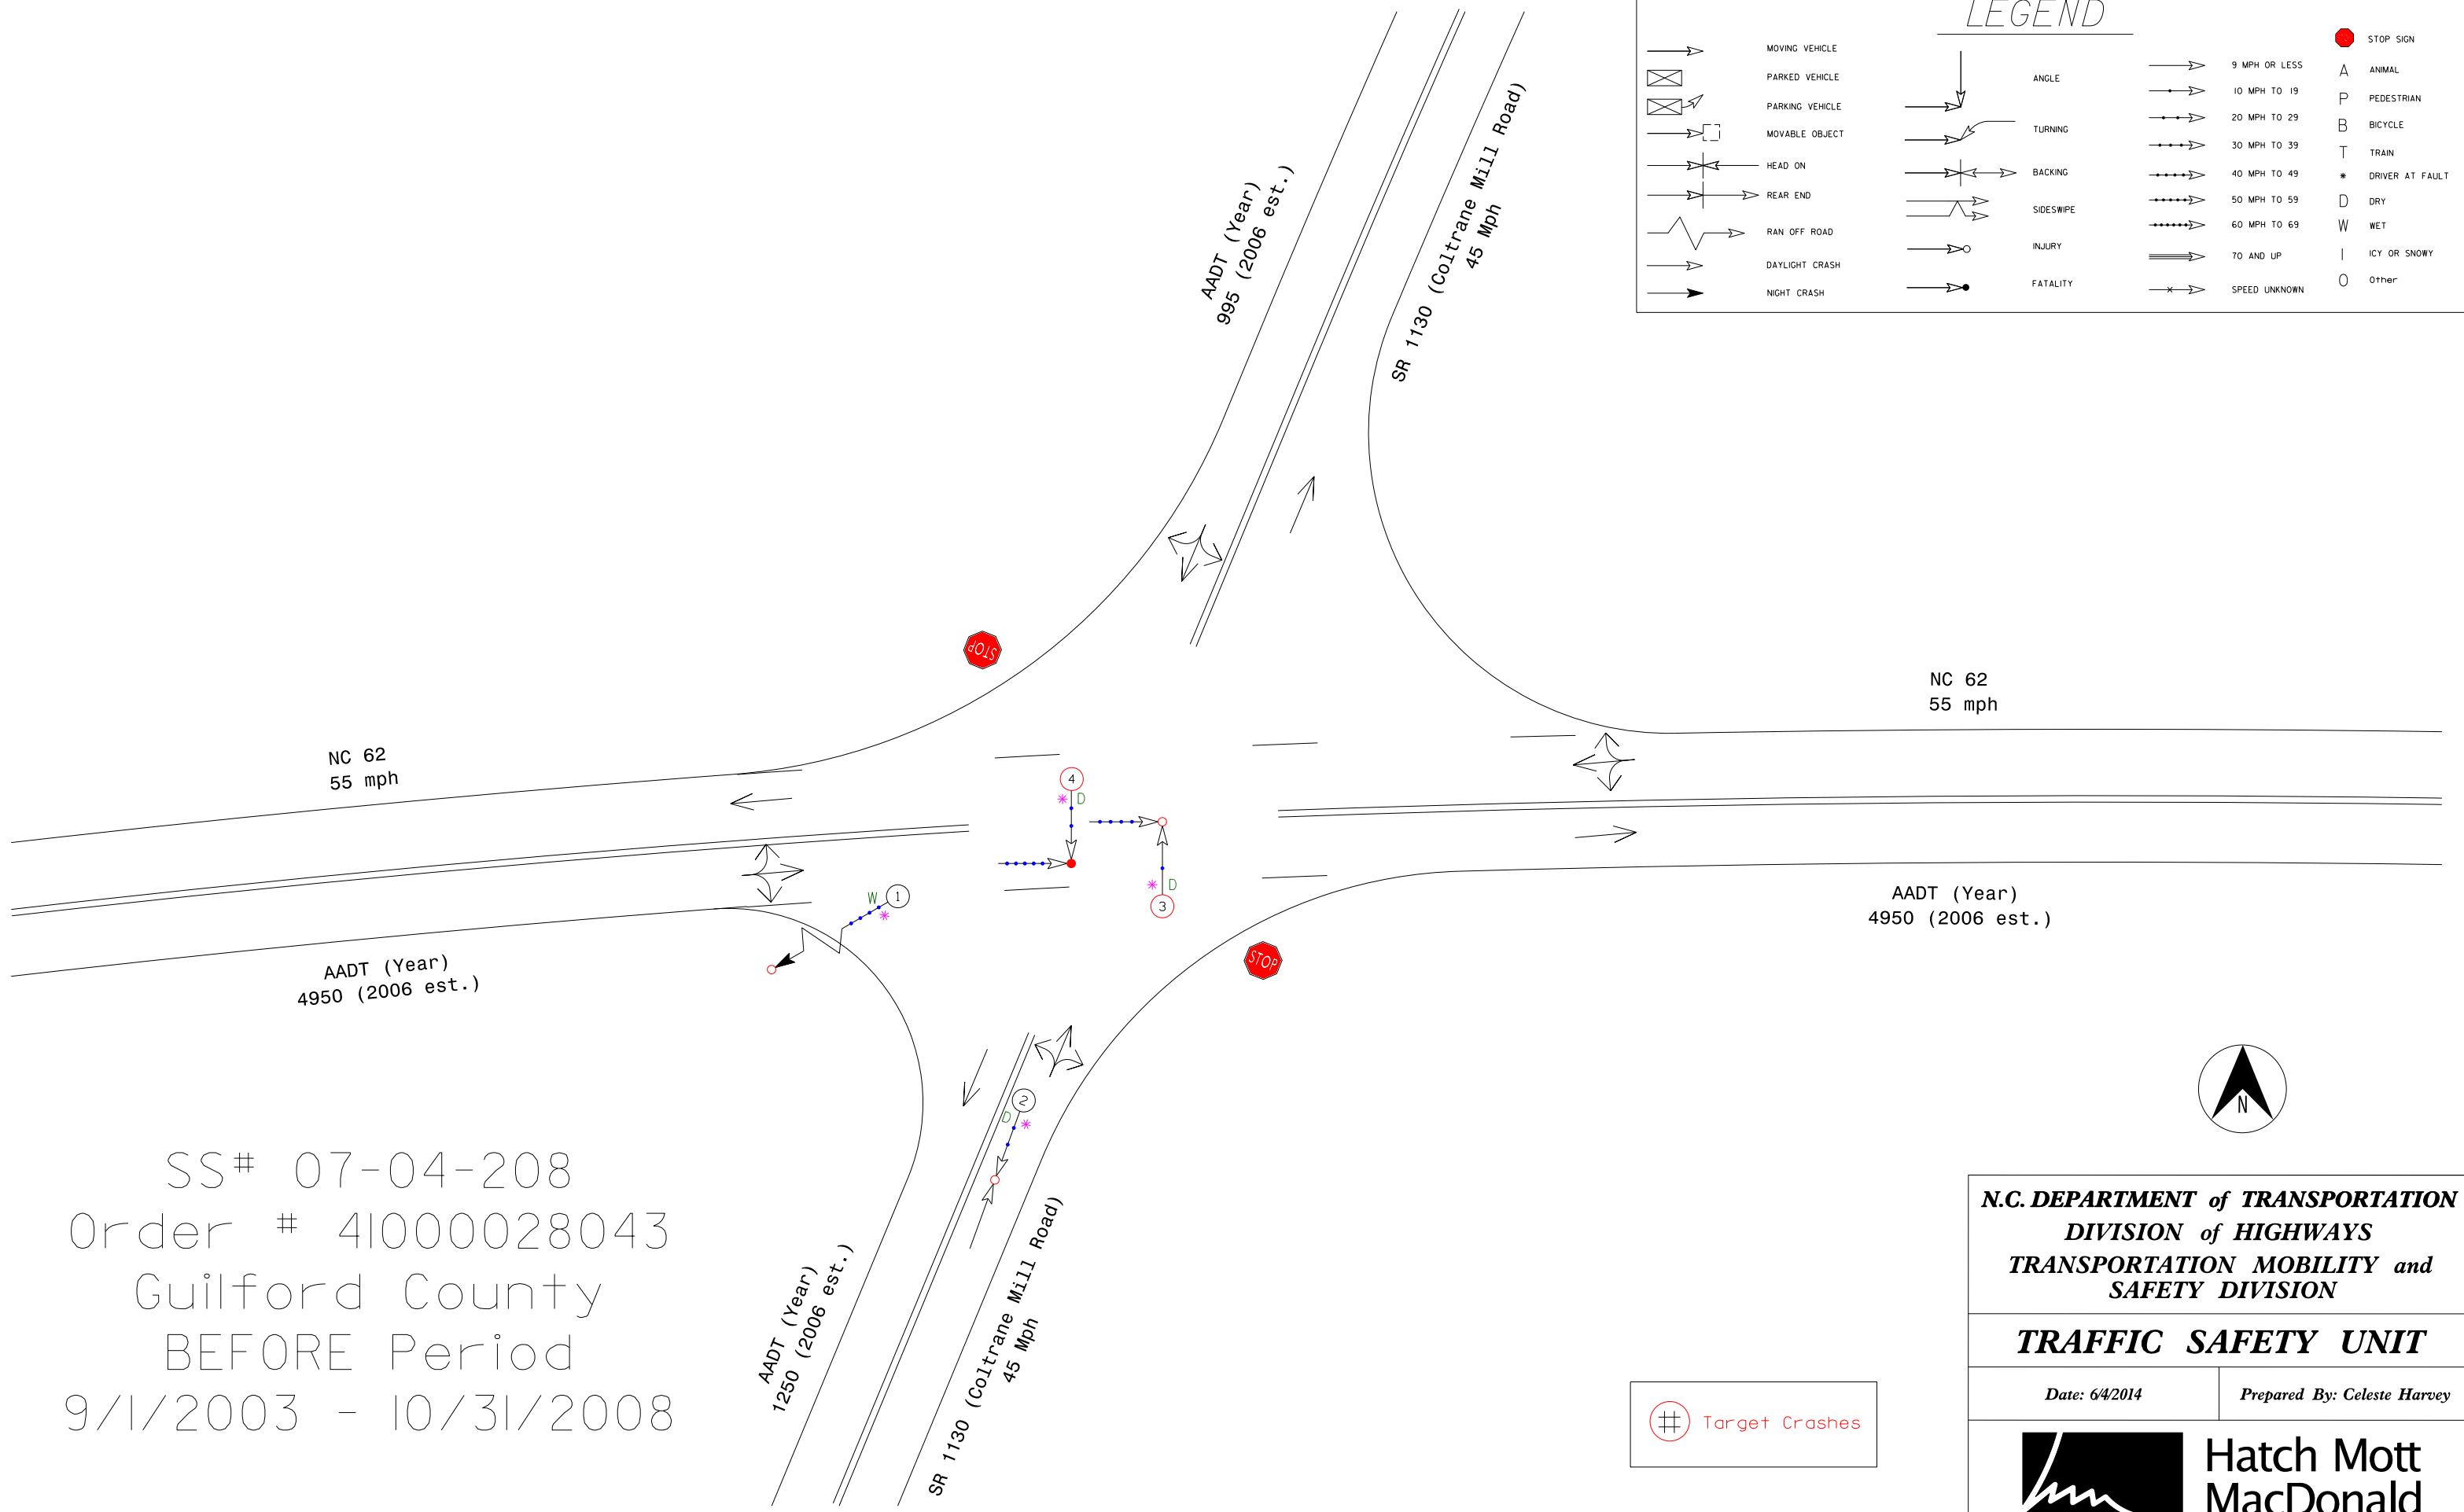 LEGEND
MOVING VEHICLE
PARKED VEHICLE
PARKING VEHICLE
MOVABLE OBJECT
HEAD ON
REAR END
RAN OFF ROAD
DAYLIGHT CRASH
NIGHT CRASH
ANGLE
TURNING
BACKING
SIDESWIPE
INJURY
FATALITY
9 MPH OR LESS
10 MPH TO 19
20 MPH TO 29
30 MPH TO 39
40 MPH TO 49
50 MPH TO 59
60 MPH TO 69
70 AND UP
SPEED UNKNOWN
STOP SIGN
A ANIMAL
P PEDESTRIAN
B BICYCLE
T TRAIN
* DRIVER AT FAULT
D DRY
W WET
I ICY OR SNOWY
O Other
AADT (Year)
995 (2006 est.)
SR 1130 (Coltrane Mill Road)
45 Mph
STOP
NC 62
55 mph
NC 62
55 mph
4
* D
W 1
*
* D
3
STOP
AADT (Year)
4950 (2006 est.)
AADT (Year)
4950 (2006 est.)
2
D *
N
SS# 07-04-208
Order # 41000028043
Guilford County
BEFORE Period
9/1/2003 - 10/31/2008
AADT (Year)
1250 (2006 est.)
SR 1130 (Coltrane Mill Road)
45 Mph
# Target Crashes
N.C. DEPARTMENT of TRANSPORTATION
DIVISION of HIGHWAYS
TRANSPORTATION MOBILITY and
SAFETY DIVISION
TRAFFIC SAFETY UNIT
Date: 6/4/2014
Prepared By: Celeste Harvey
Hatch Mott
MacDonald